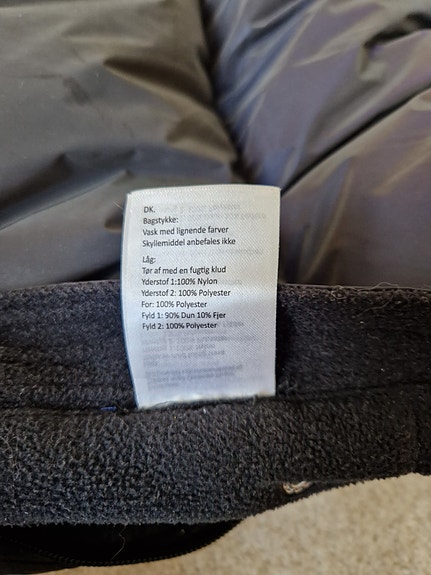 DK.
Bagstykke:
Vask med lignende farver
Skyllemiddel anbefales ikke
Låg:
Tør af med en fugtig klud
Yderstof 1:100% Nylon
Yderstof 2: 100% Polyester
For: 100% Polyester
Fyld 1: 90% Dun 10% Fjer
Fyld 2: 100% Polyester